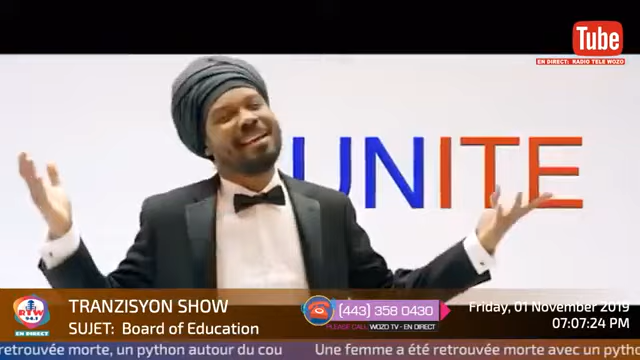 Tube
EN DIRECT: RADIO TELE WOZO
UNITE
RTW
EN DIRECT
TRANZISYON SHOW
SUJET: Board of Education
(443) 358 0430
PLEASE CALL WOZO TV - EN DIRECT
Friday, 01 November 2019
07:07:24 PM
retrouvée morte, un python autour du cou
Une femme a été retrouvée morte avec un pytho